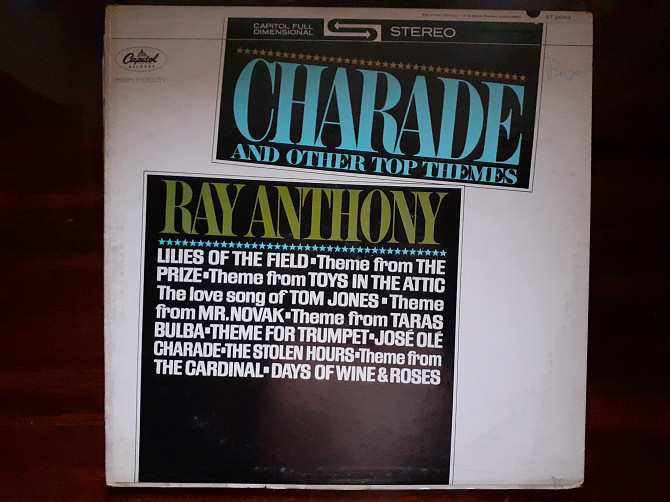 CAPITOL FULL DIMENSIONAL STEREO
ST 2043
Capitol
RECORDS
HIGH FIDELITY
CHARADE
AND OTHER TOP THEMES
RAY ANTHONY
LILIES OF THE FIELD▪Theme from THE
PRIZE▪Theme from TOYS IN THE ATTIC
The love song of TOM JONES▪Theme
from MR.NOVAK▪Theme from TARAS
BULBA▪THEME FOR TRUMPET▪JOSÉ OLÉ
CHARADE▪THE STOLEN HOURS▪Theme from
THE CARDINAL▪DAYS OF WINE & ROSES